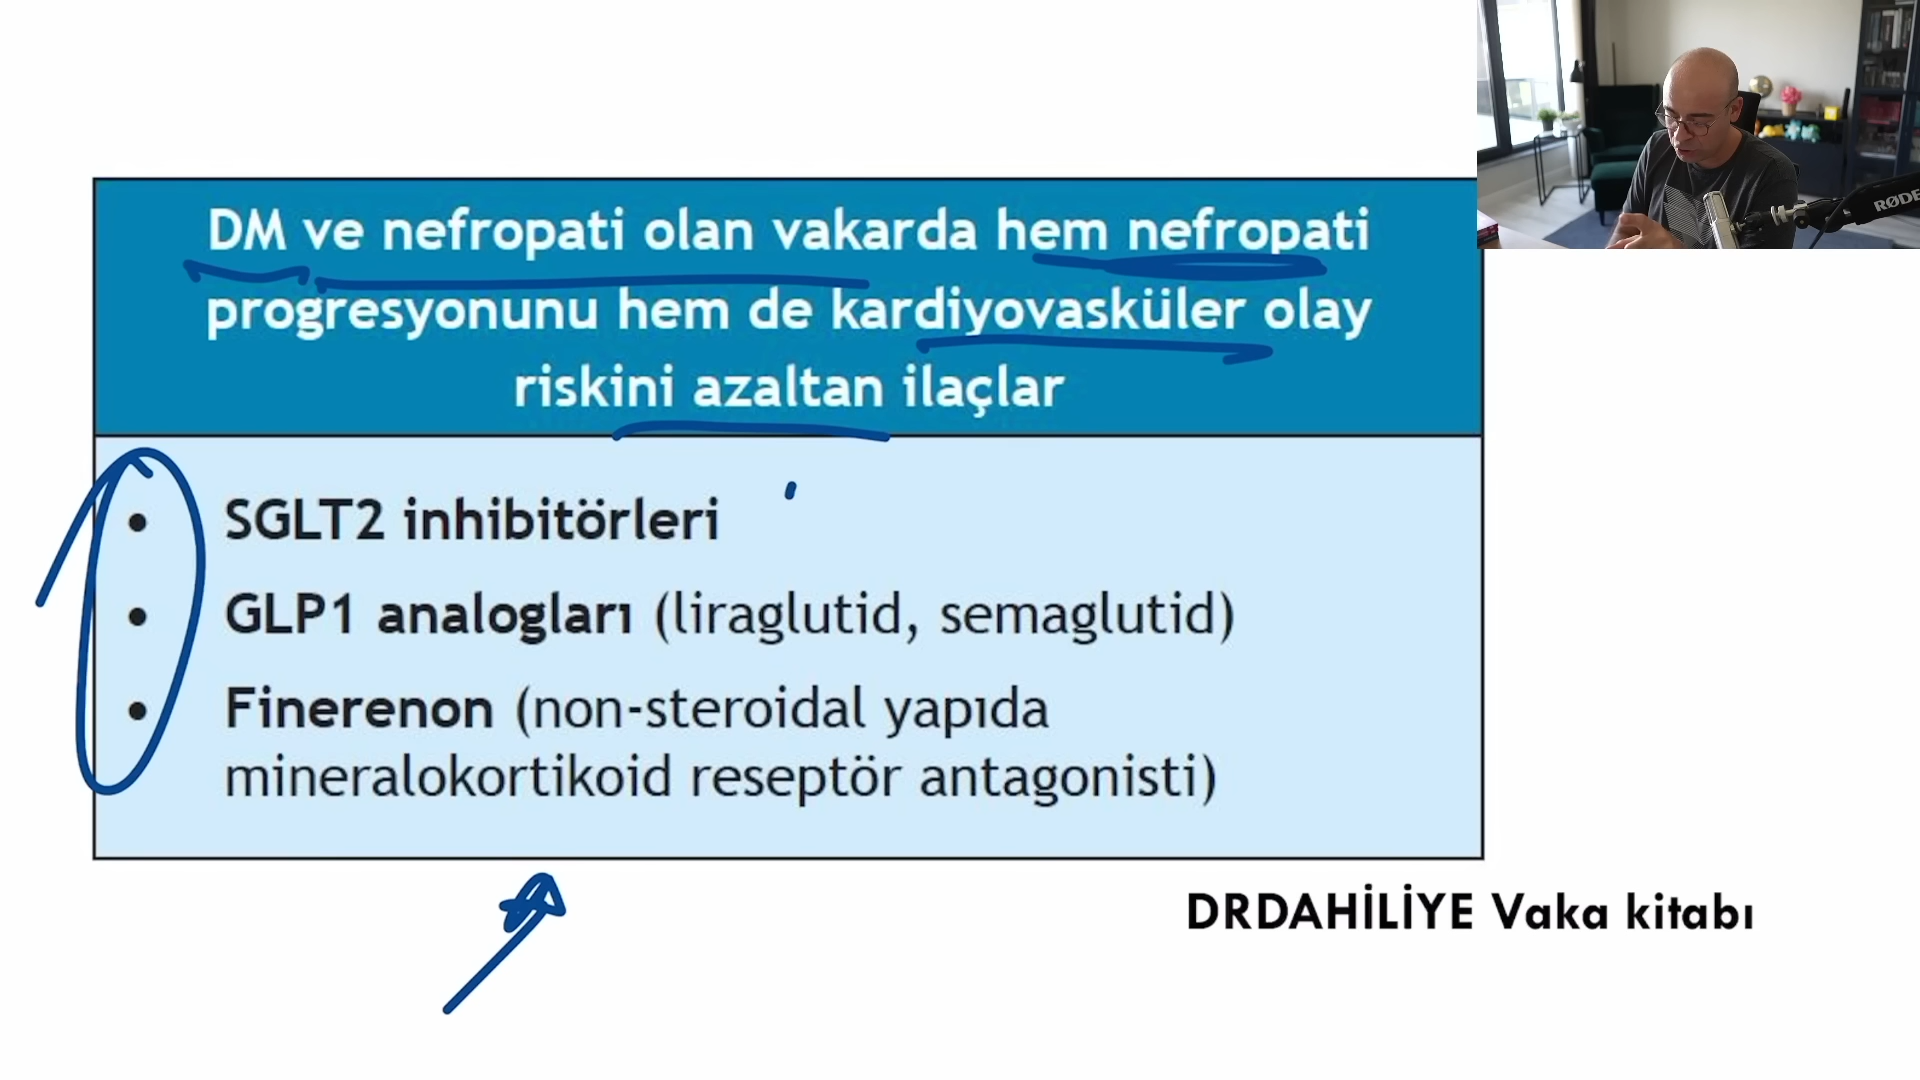 DM ve nefropati olan vakarda hem nefropati
progresyonunu hem de kardiyovasküler olay
riskini azaltan ilaçlar
• SGLT2 inhibitörleri
• GLP1 analogları (liraglutid, semaglutid)
• Finerenon (non-steroidal yapıda
mineralokortikoid reseptör antagonisti)
DRDAHİLİYE Vaka kitabı
RØDE